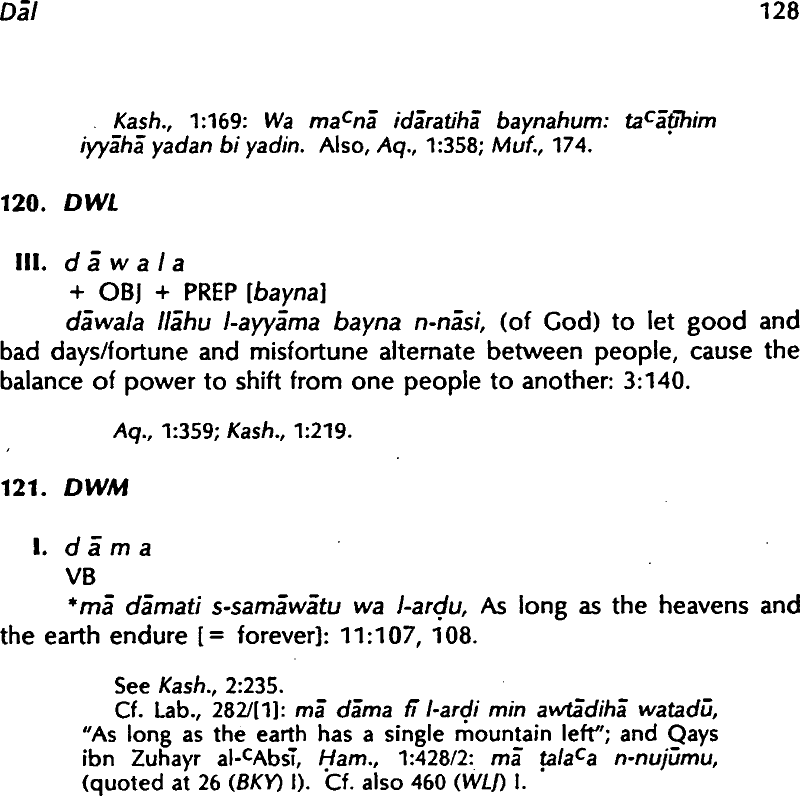 Dāl 128
Kash., 1:169: Wa maᶜnā idāratihā baynahum: taᶜāṭīhim
iyyāhā yadan bi yadin. Also, Aq., 1:358; Muf., 174.
120. DWL
III. d ā w a l a
+ OBJ + PREP [bayna]
dāwala llāhu l-ayyāma bayna n-nāsi, (of God) to let good and
bad days/fortune and misfortune alternate between people, cause the
balance of power to shift from one people to another: 3:140.
Aq., 1:359; Kash., 1:219.
121. DWM
I. d ā m a
VB
*mā dāmati s-samāwātu wa l-arḍu, As long as the heavens and
the earth endure [= forever]: 11:107, 108.
See Kash., 2:235.
Cf. Lab., 282/[1]: mā dāma fī l-arḍi min awtādihā watadū,
"As long as the earth has a single mountain left"; and Qays
ibn Zuhayr al-ᶜAbsī, Ḥam., 1:428/2: mā ṭalaᶜa n-nujūmu,
(quoted at 26 (BKY) I). Cf. also 460 (WLJ) I.